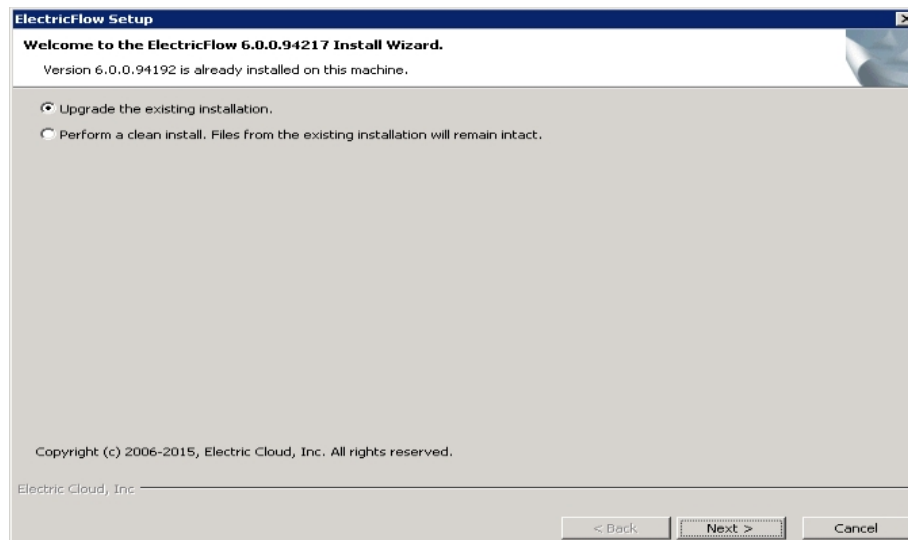 ElectricFlow Setup
Welcome to the ElectricFlow 6.0.0.94217 Install Wizard.
Version 6.0.0.94192 is already installed on this machine.
Upgrade the existing installation.
Perform a clean install. Files from the existing installation will remain intact.
Copyright (c) 2006-2015, Electric Cloud, Inc. All rights reserved.
Electric Cloud, Inc
< Back Next > Cancel